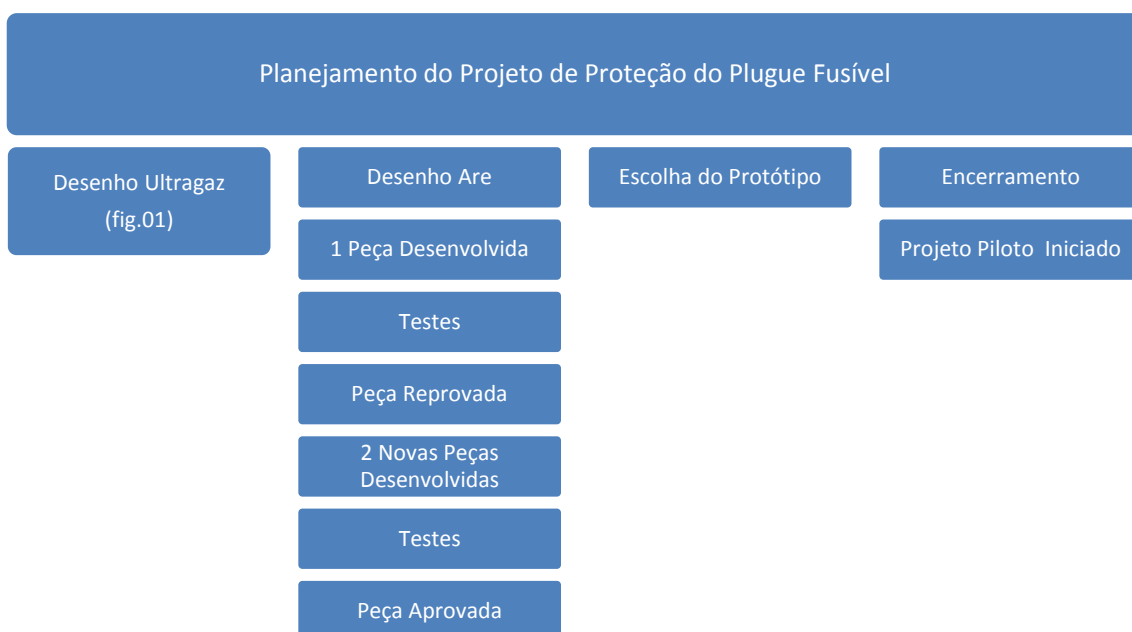 Planejamento do Projeto de Proteção do Plugue Fusível
Desenho Ultragaz
(fig.01)
Desenho Are
1 Peça Desenvolvida
Testes
Peça Reprovada
2 Novas Peças
Desenvolvidas
Testes
Peça Aprovada
Escolha do Protótipo
Encerramento
Projeto Piloto Iniciado